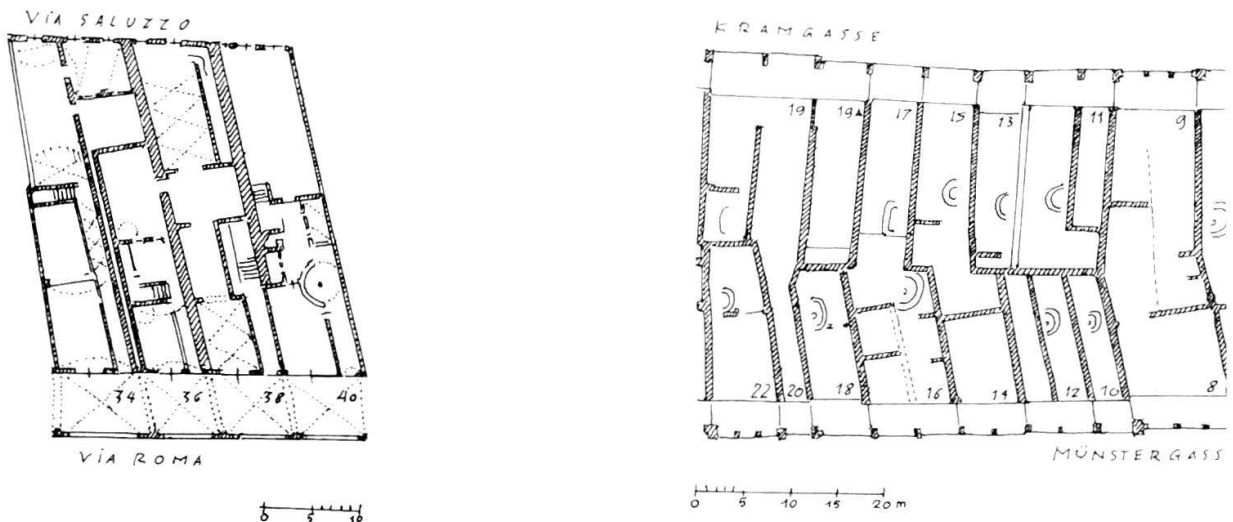 VIA SALUZZO
34 36 38 40
VIA ROMA
0 5 10
KRAMGASSE
19 19A 17 15 13 11 9
22 20 18 16 14 12 10 8
MÜNSTERGASS
0 5 10 15 20 m